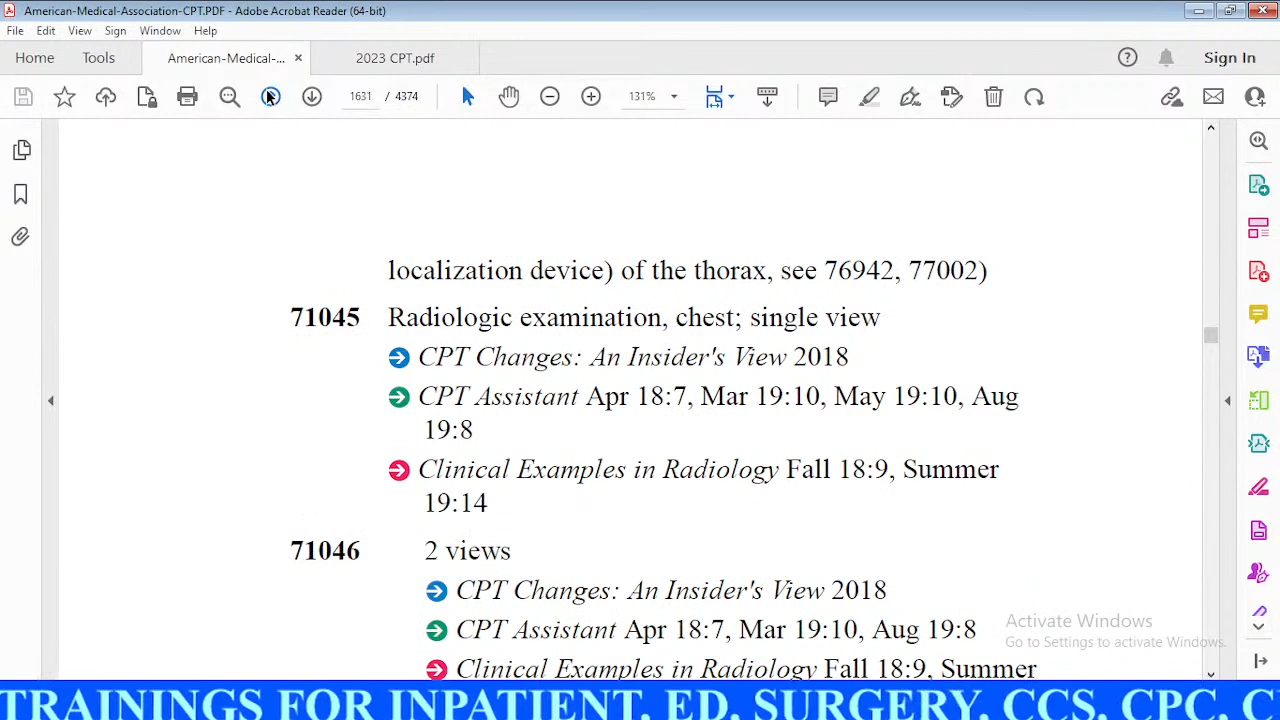 American-Medical-Association-CPT.PDF - Adobe Acrobat Reader (64-bit)
File Edit View Sign Window Help
Home Tools American-Medical-... × 2023 CPT.pdf Sign In
1631 / 4374 131%
localization device) of the thorax, see 76942, 77002)
71045 Radiologic examination, chest; single view
CPT Changes: An Insider's View 2018
CPT Assistant Apr 18:7, Mar 19:10, May 19:10, Aug
19:8
Clinical Examples in Radiology Fall 18:9, Summer
19:14
71046 2 views
CPT Changes: An Insider's View 2018
CPT Assistant Apr 18:7, Mar 19:10, Aug 19:8
Clinical Examples in Radiology Fall 18:9, Summer
Activate Windows
Go to Settings to activate Windows.
TRAININGS FOR INPATIENT, ED, SURGERY, CCS, CPC, C